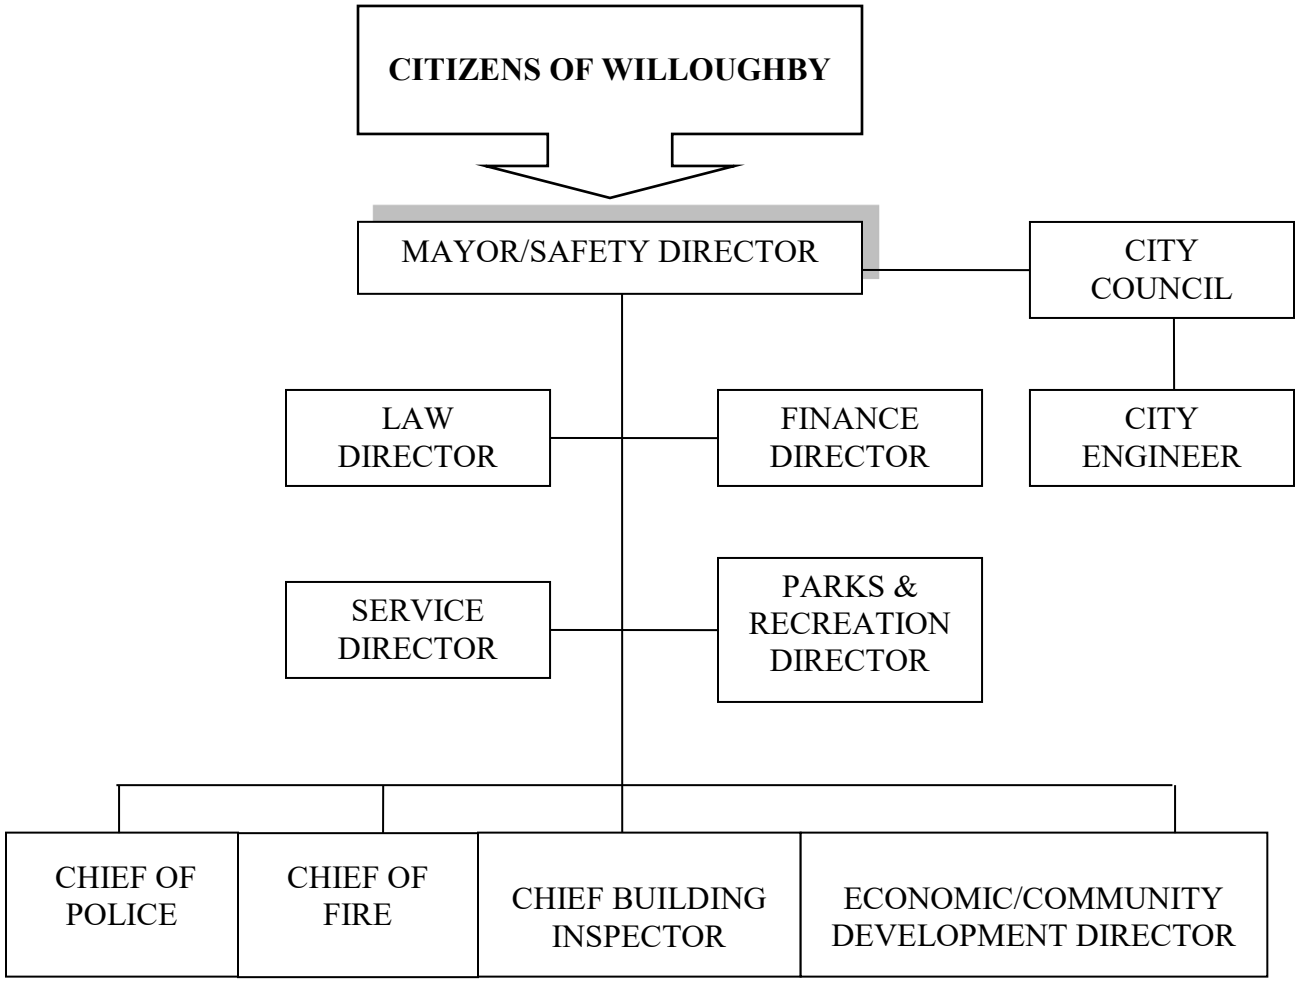 CITIZENS OF WILLOUGHBY
MAYOR/SAFETY DIRECTOR
CITY
COUNCIL
LAW
DIRECTOR
FINANCE
DIRECTOR
CITY
ENGINEER
SERVICE
DIRECTOR
PARKS &
RECREATION
DIRECTOR
CHIEF OF
POLICE
CHIEF OF
FIRE
CHIEF BUILDING
INSPECTOR
ECONOMIC/COMMUNITY
DEVELOPMENT DIRECTOR